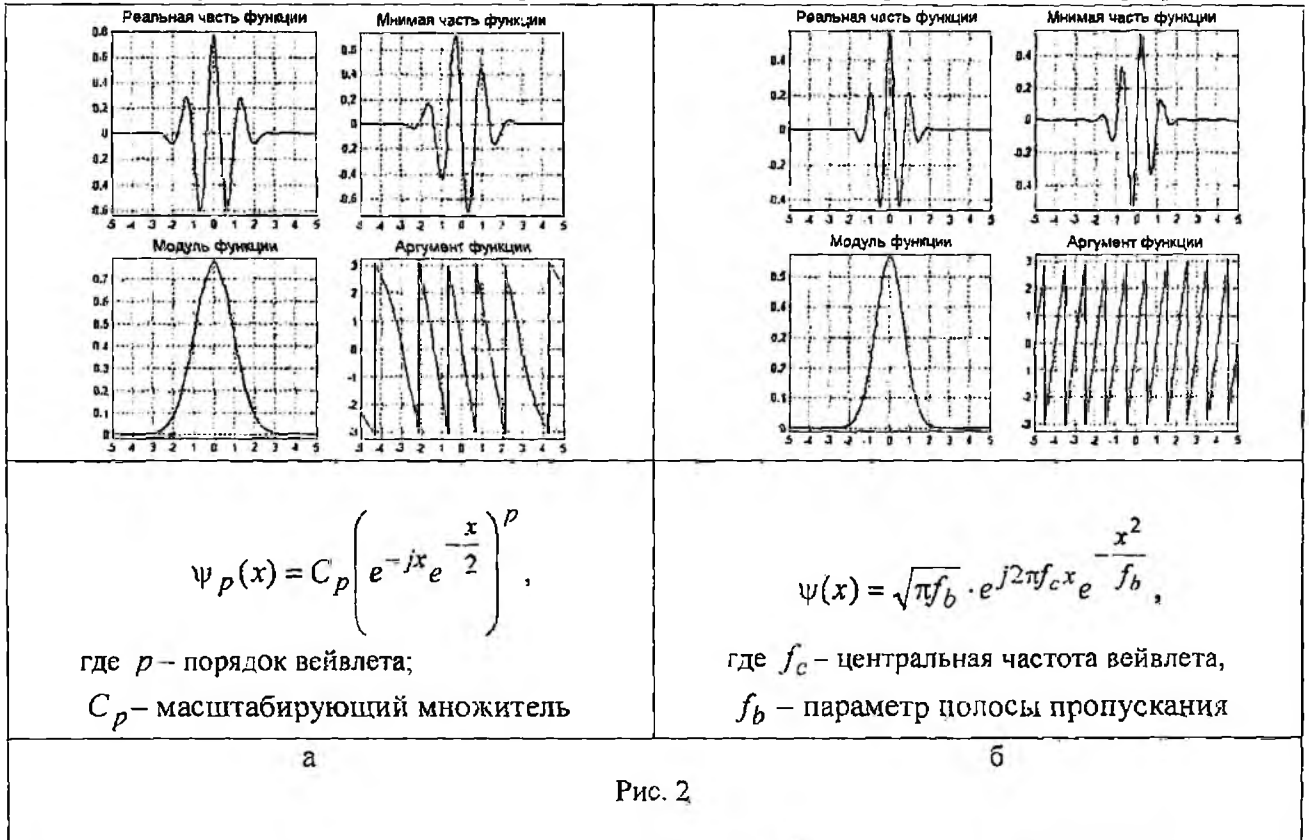 Реальная часть функции
Мнимая часть функции
Модуль функции
Аргумент функции
Реальная часть функции
Мнимая часть функции
Модуль функции
Аргумент функции
ψ_p(x) = C_p(e^{-jx} e^{-x/2})^p,
где p – порядок вейвлета;
C_p – масштабирующий множитель
ψ(x) = √(πf_b) · e^{j2πf_c x} e^{-x²/f_b},
где f_c – центральная частота вейвлета,
f_b – параметр полосы пропускания
а
б
Рис. 2